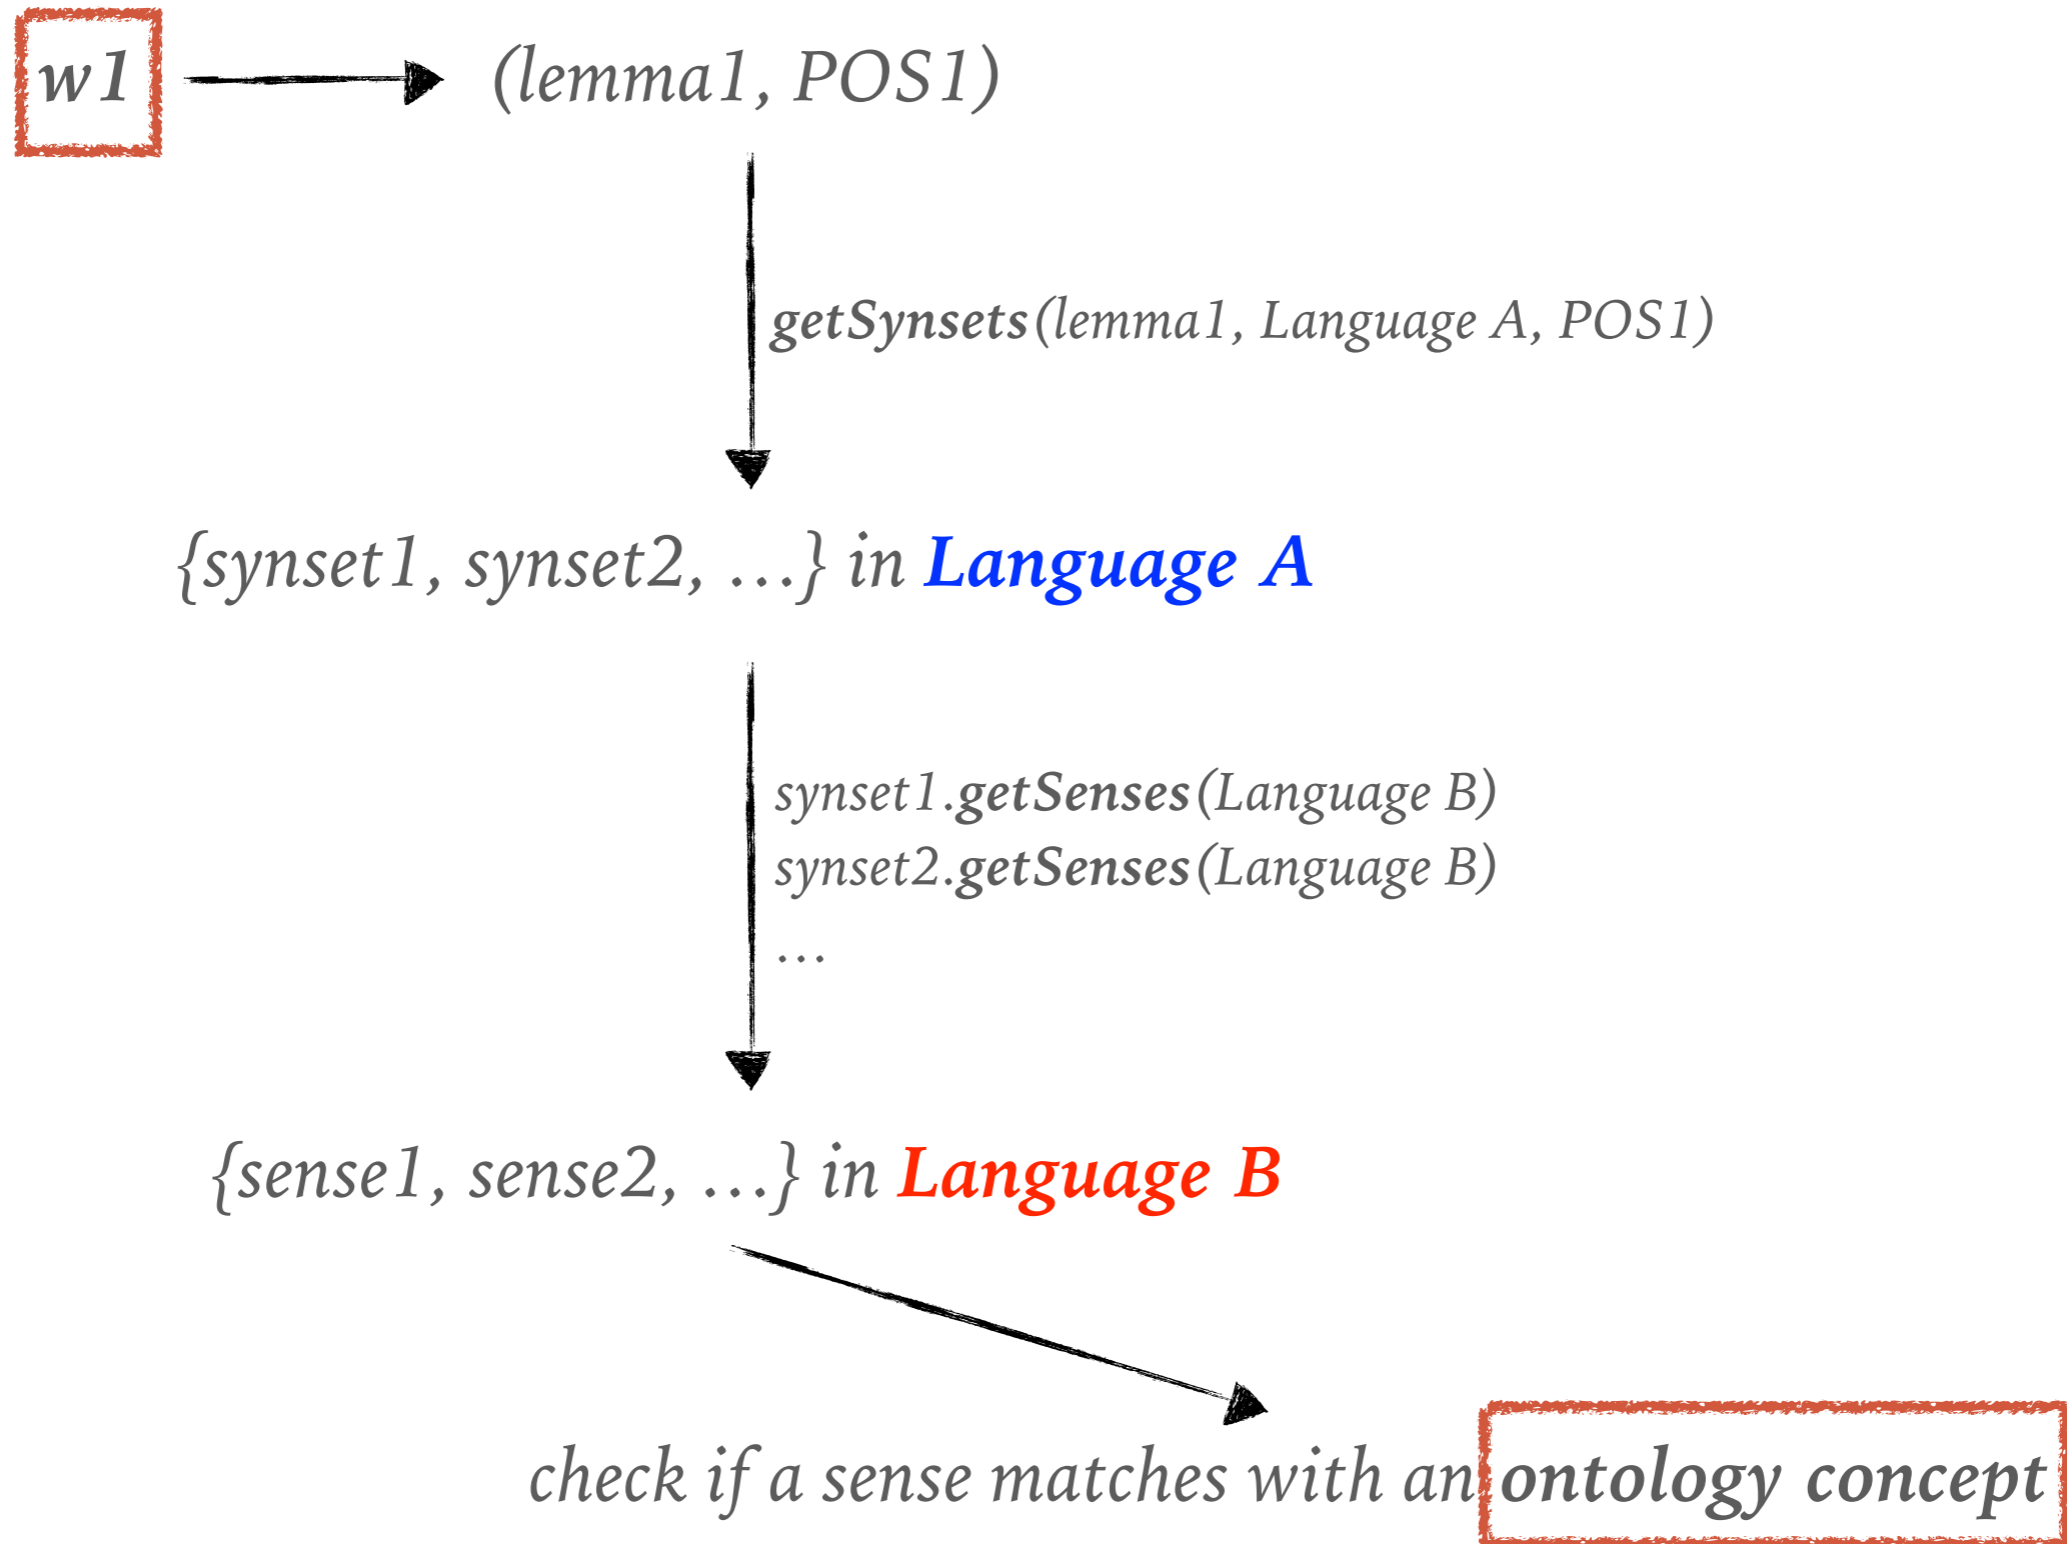 w1 (lemma1, POS1)
getSynsets(lemma1, Language A, POS1)
{synset1, synset2, ...} in Language A
synset1.getSenses(Language B)
synset2.getSenses(Language B)
...
{sense1, sense2, ...} in Language B
check if a sense matches with an ontology concept